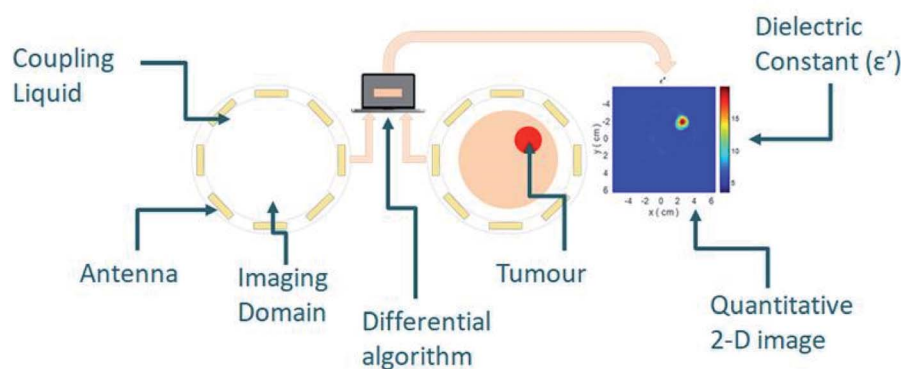 Coupling
Liquid
Antenna
Imaging
Domain
Differential
algorithm
Tumour
Dielectric
Constant (ε’)
ε'
-4
-2
0
2
4
6
y ( cm )
-4 -2 0 2 4 6
x ( cm )
15
10
5
Quantitative
2-D image